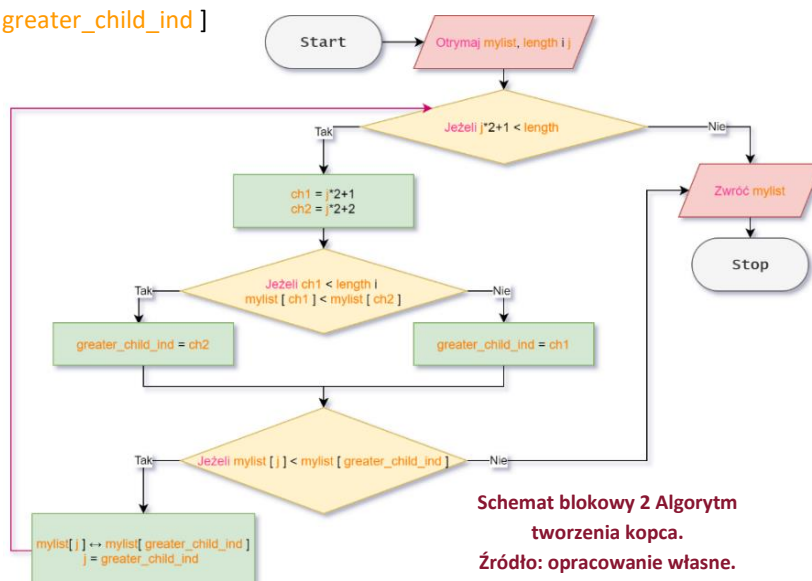 greater_child_ind ]
Start
Otrymaj mylist, length i j
Jeżeli j*2+1 < length
Tak
Nie
ch1 = j*2+1
ch2 = j*2+2
Zwróć mylist
Stop
Jeżeli ch1 < length i
mylist [ ch1 ] < mylist [ ch2 ]
Tak
Nie
greater_child_ind = ch2
greater_child_ind = ch1
Jeżeli mylist [ j ] < mylist [ greater_child_ind ]
Tak
Nie
mylist[ j ] ↔ mylist[ greater_child_ind ]
j = greater_child_ind
Schemat blokowy 2 Algorytm
tworzenia kopca.
Źródło: opracowanie własne.